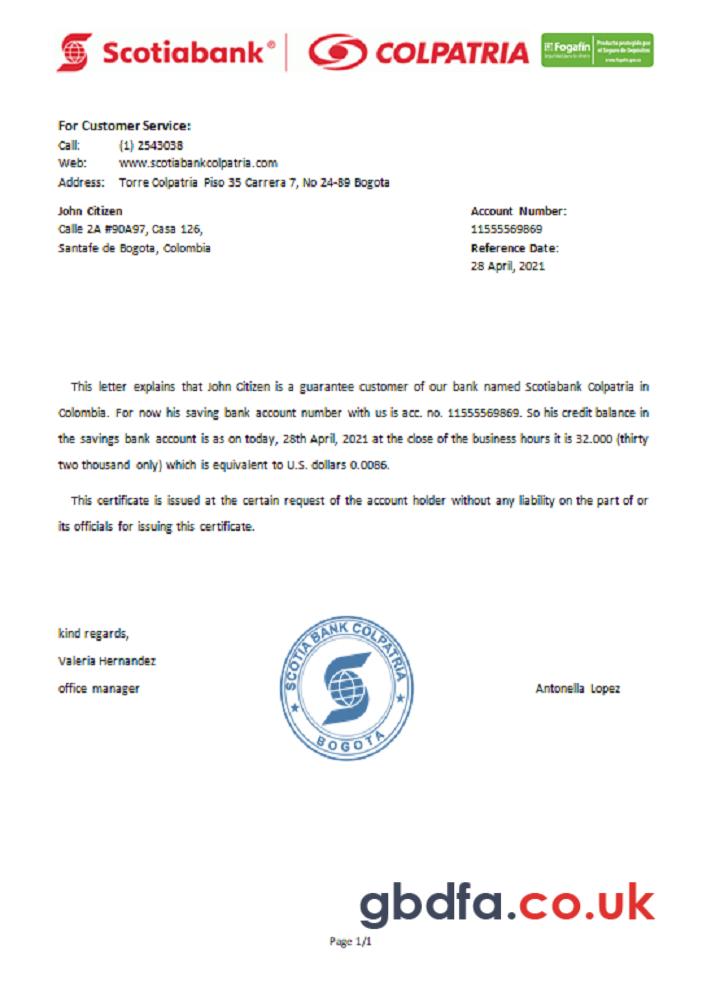 Scotiabank® COLPATRIA Fogafín Producto protegido por
el Seguro de Depósitos
www.fogafin.gov.co
For Customer Service:
Call: (1) 2543038
Web: www.scotiabankcolpatria.com
Address: Torre Colpatria Piso 35 Carrera 7, No 24-89 Bogota
John Citizen Account Number:
Calle 2A #90A97, Casa 126, 11555569869
Santafe de Bogota, Colombia Reference Date:
28 April, 2021
This letter explains that John Citizen is a guarantee customer of our bank named Scotiabank Colpatria in
Colombia. For now his saving bank account number with us is acc. no. 11555569869. So his credit balance in
the savings bank account is as on today, 28th April, 2021 at the close of the business hours it is 32.000 (thirty
two thousand only) which is equivalent to U.S. dollars 0.0086.
This certificate is issued at the certain request of the account holder without any liability on the part of or
its officials for issuing this certificate.
kind regards,
Valeria Hernandez
office manager Antonella Lopez
SCOTIA BANK COLPATRIA
BOGOTA
gbdfa.co.uk
Page 1/1